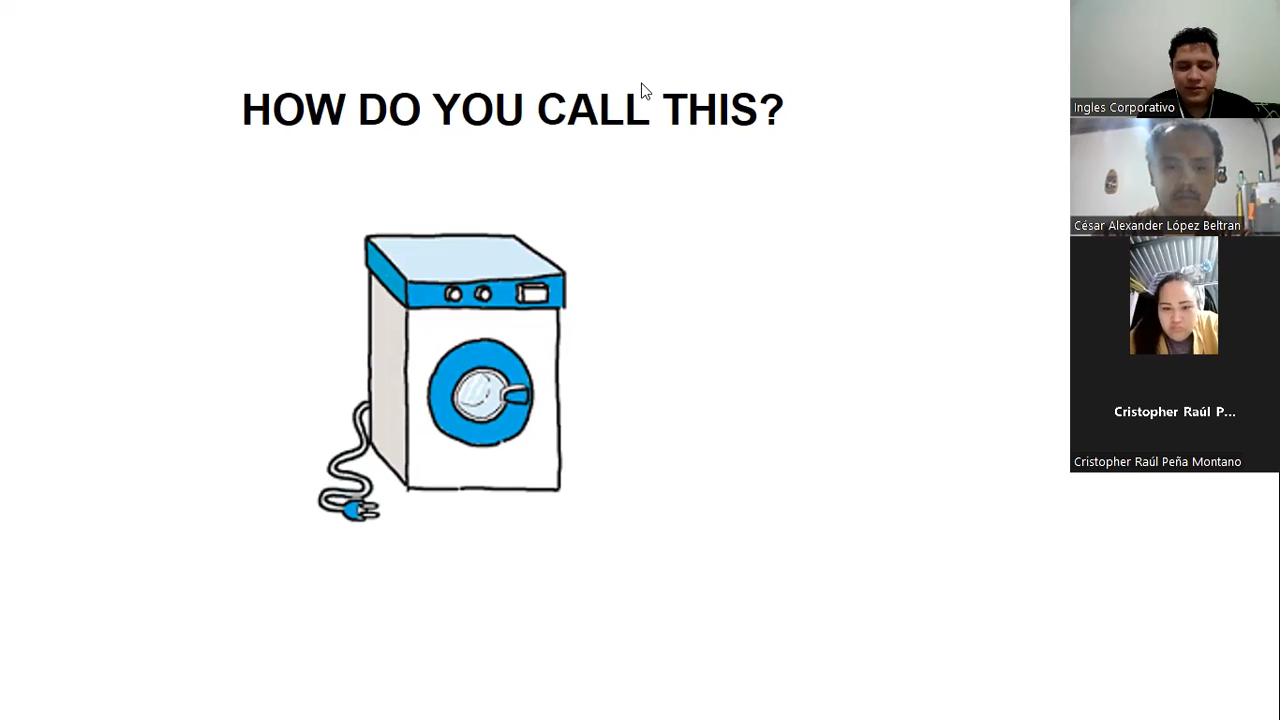 HOW DO YOU CALL THIS?
Ingles Corporativo
César Alexander López Beltran
Cristopher Raúl P...
Cristopher Raúl Peña Montano